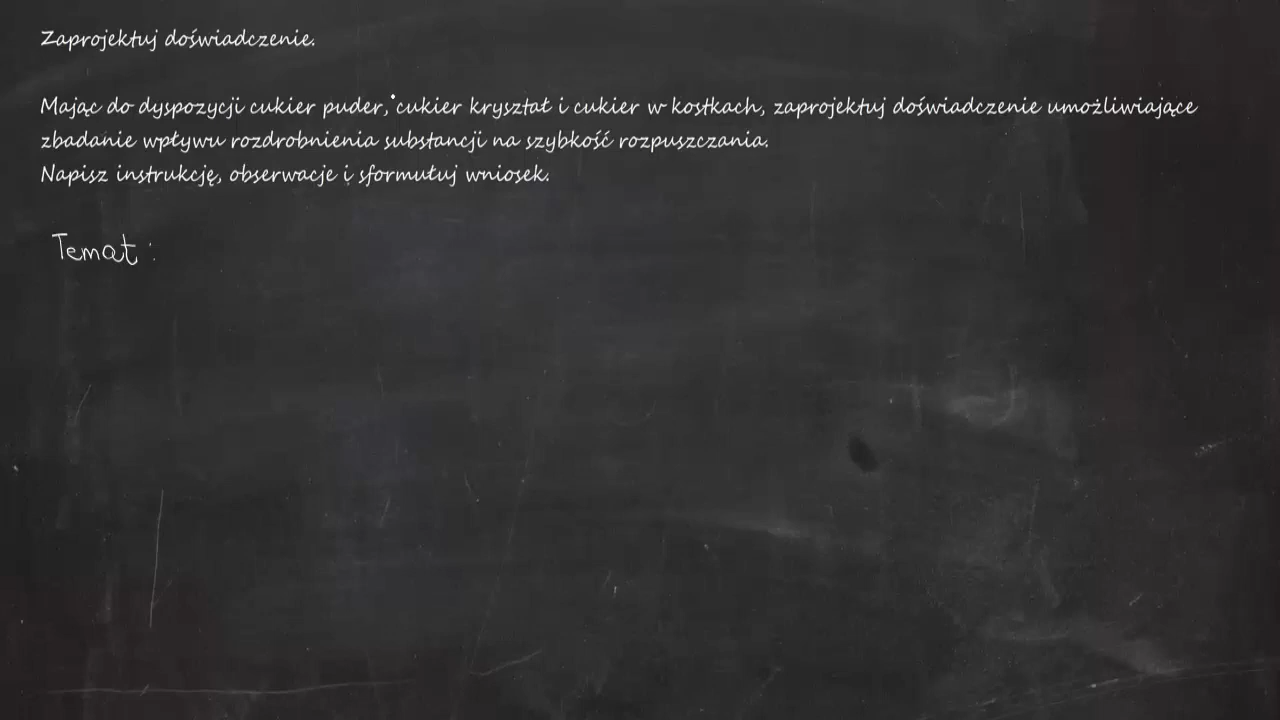 Zaprojektuj doświadczenie.
Mając do dyspozycji cukier puder, cukier kryształ i cukier w kostkach, zaprojektuj doświadczenie umożliwiające
zbadanie wpływu rozdrobnienia substancji na szybkość rozpuszczania.
Napisz instrukcję, obserwacje i sformułuj wniosek.
Temat :